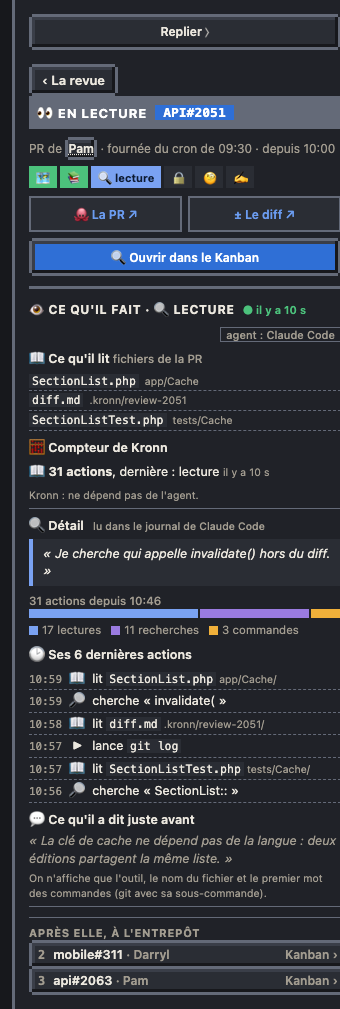 Replier ›
‹ La revue
EN LECTURE API#2051
PR de Pam · fournée du cron de 09:30 · depuis 10:00
lecture
La PR ↗ ± Le diff ↗
Ouvrir dans le Kanban
CE QU'IL FAIT · LECTURE il y a 10 s
agent : Claude Code
Ce qu'il lit fichiers de la PR
SectionList.php app/Cache
diff.md .kronn/review-2051
SectionListTest.php tests/Cache
Compteur de Kronn
31 actions, dernière : lecture il y a 10 s
Kronn : ne dépend pas de l'agent.
Détail lu dans le journal de Claude Code
« Je cherche qui appelle invalidate() hors du diff.
»
31 actions depuis 10:46
17 lectures 11 recherches 3 commandes
Ses 6 dernières actions
10:59 lit SectionList.php app/Cache/
10:59 cherche « invalidate( »
10:58 lit diff.md .kronn/review-2051/
10:57 lance git log
10:57 lit SectionListTest.php tests/Cache/
10:56 cherche « SectionList:: »
Ce qu'il a dit juste avant
« La clé de cache ne dépend pas de la langue : deux
éditions partagent la même liste. »
On n'affiche que l'outil, le nom du fichier et le premier mot
des commandes (git avec sa sous-commande).
APRÈS ELLE, À L'ENTREPÔT
2 mobile#311 · Darryl Kanban ›
3 api#2063 · Pam Kanban ›